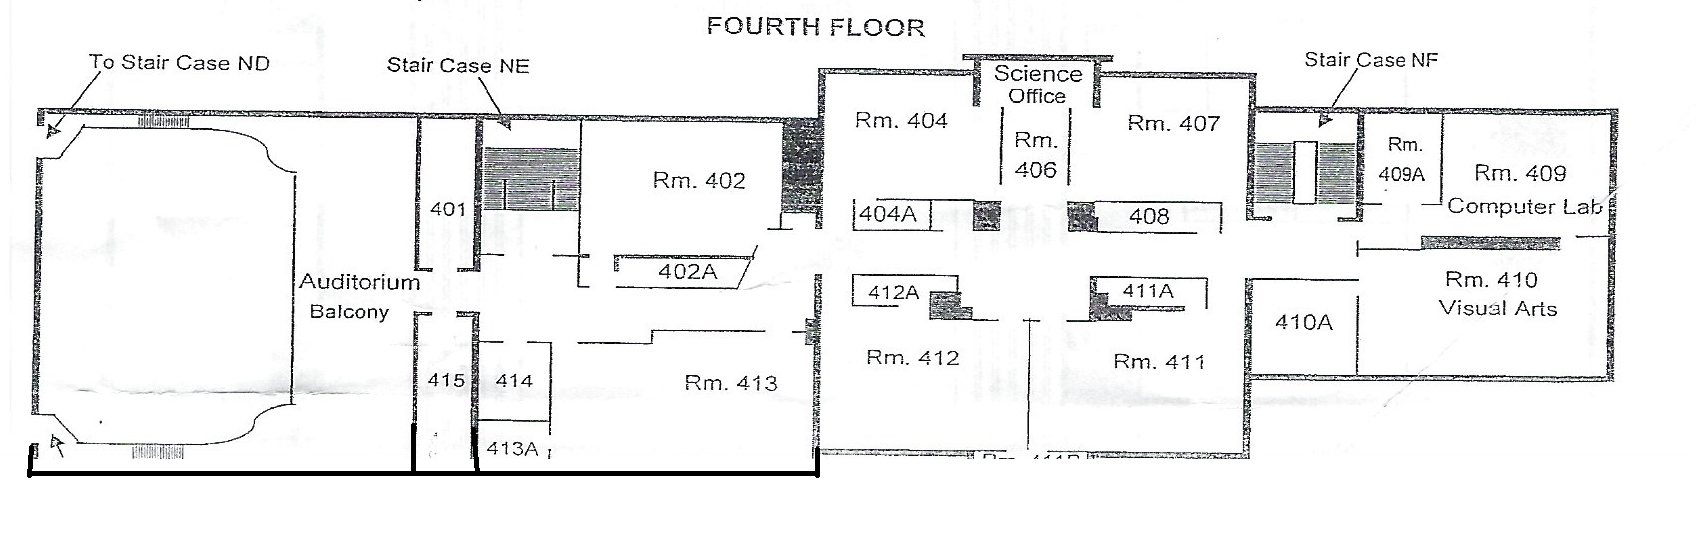 FOURTH FLOOR
To Stair Case ND
Stair Case NE
Stair Case NF
Science
Office
Rm. 404
Rm.
406
Rm. 407
Rm.
409A
Rm. 409
Computer Lab
Rm. 402
401
404A
408
402A
Auditorium
Balcony
412A
411A
Rm. 410
Visual Arts
410A
Rm. 412
Rm. 411
415
414
Rm. 413
413A